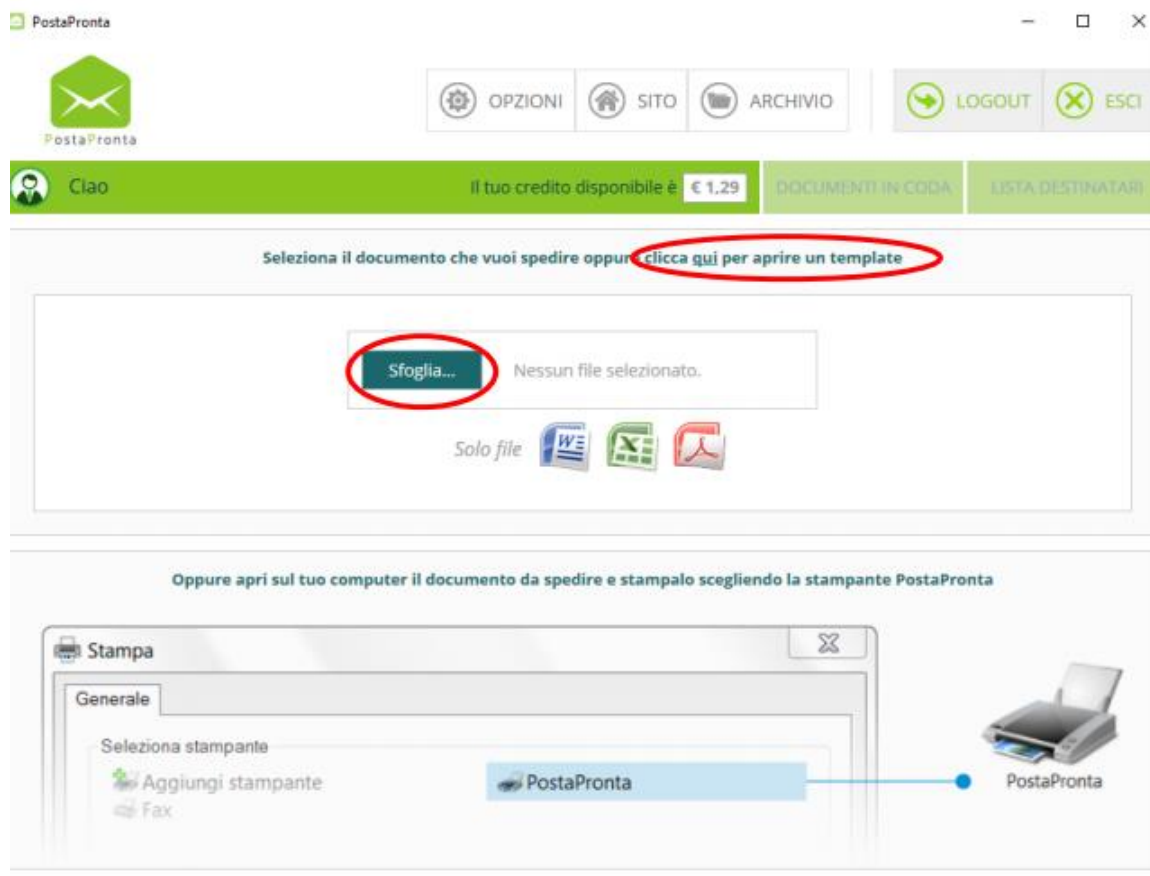 PostaPronta
PostaPronta
OPZIONI
SITO
ARCHIVIO
LOGOUT
ESCI
Ciao
Il tuo credito disponibile è € 1,29
DOCUMENTI IN CODA
LISTA DESTINATARI
Seleziona il documento che vuoi spedire oppure clicca qui per aprire un template
Sfoglia... Nessun file selezionato.
Solo file
Oppure apri sul tuo computer il documento da spedire e stampalo scegliendo la stampante PostaPronta
Stampa
Generale
Seleziona stampante
Aggiungi stampante
PostaPronta
PostaPronta
Fax